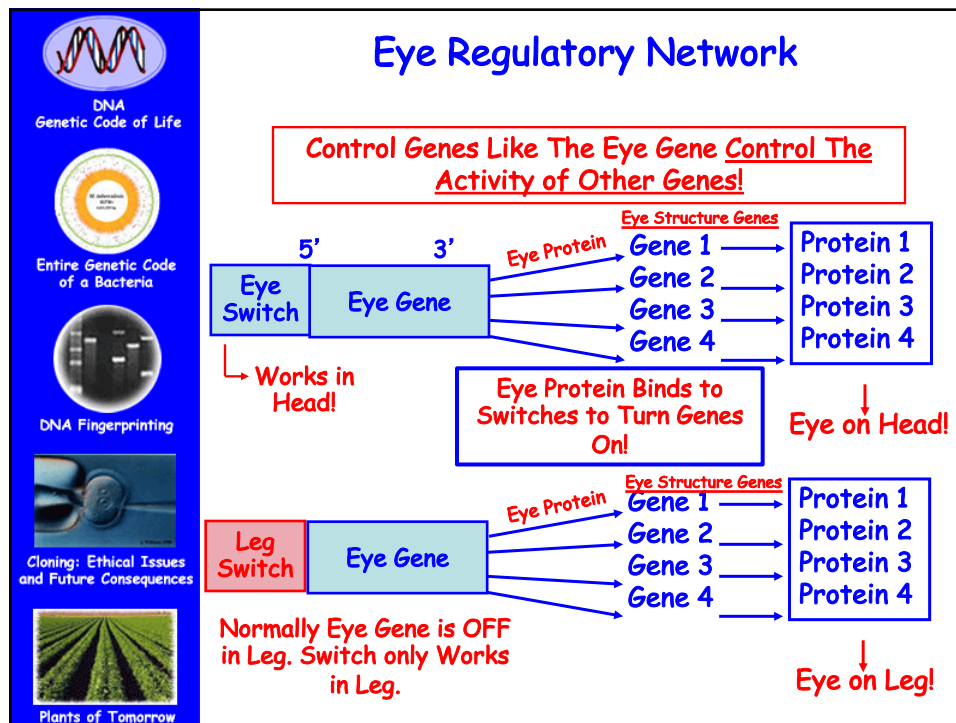 Eye Regulatory Network
DNA
Genetic Code of Life
Entire Genetic Code
of a Bacteria
DNA Fingerprinting
Cloning: Ethical Issues
and Future Consequences
Plants of Tomorrow
Control Genes Like The Eye Gene Control The
Activity of Other Genes!
5’
3’
Eye
Switch
Eye Gene
Works in
Head!
Eye Protein
Eye Structure Genes
Gene 1
Gene 2
Gene 3
Gene 4
Protein 1
Protein 2
Protein 3
Protein 4
Eye on Head!
Eye Protein Binds to
Switches to Turn Genes
On!
Leg
Switch
Eye Gene
Normally Eye Gene is OFF
in Leg. Switch only Works
in Leg.
Eye Protein
Eye Structure Genes
Gene 1
Gene 2
Gene 3
Gene 4
Protein 1
Protein 2
Protein 3
Protein 4
Eye on Leg!